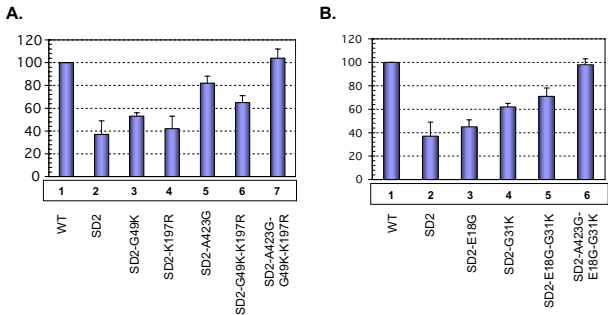 A.
120
100
80
60
40
20
0
1 2 3 4 5 6 7
WT
SD2
SD2-G49K
SD2-K197R
SD2-A423G
SD2-G49K-K197R
SD2-A423G-
G49K-K197R
B.
120
100
80
60
40
20
0
1 2 3 4 5 6
WT
SD2
SD2-E18G
SD2-G31K
SD2-E18G-G31K
SD2-A423G-
E18G-G31K